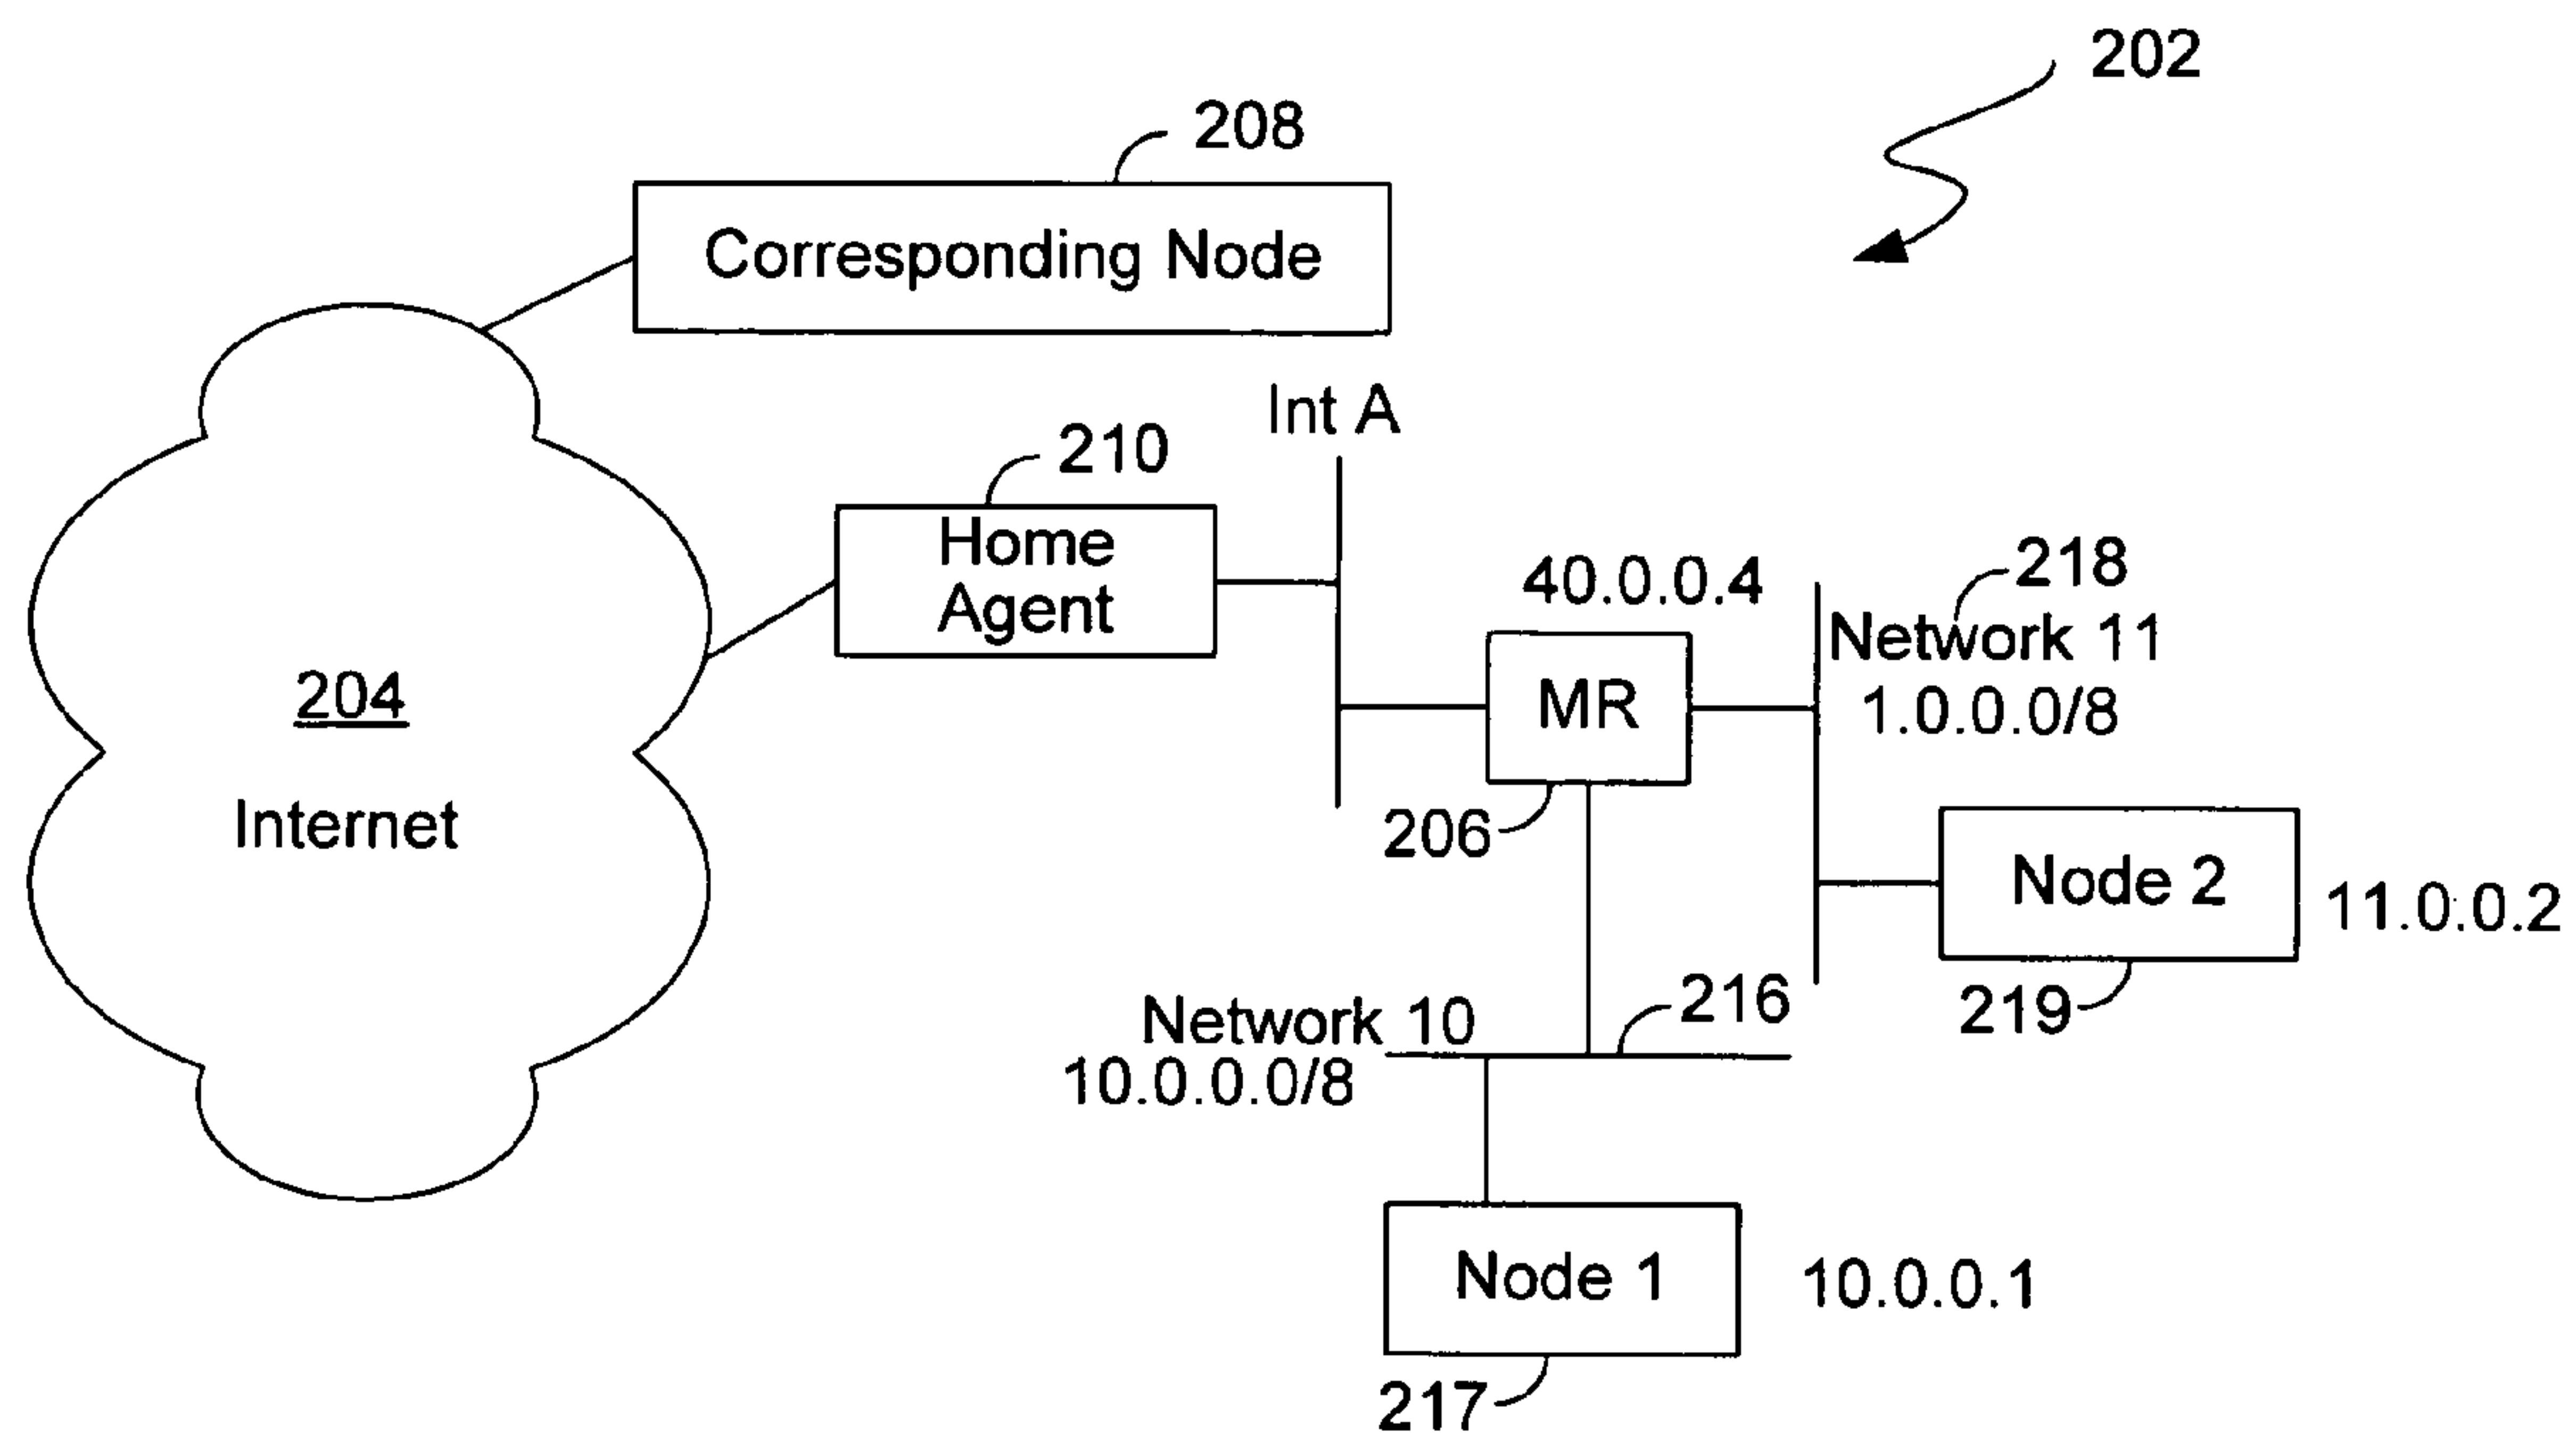 202
208
Corresponding Node
Int A
210
Home
Agent
40.0.0.4
218
Network 11
1.0.0.0/8
MR
204
Internet
206
Node 2
11.0.0.2
219
216
Network 10
10.0.0.0/8
Node 1
10.0.0.1
217